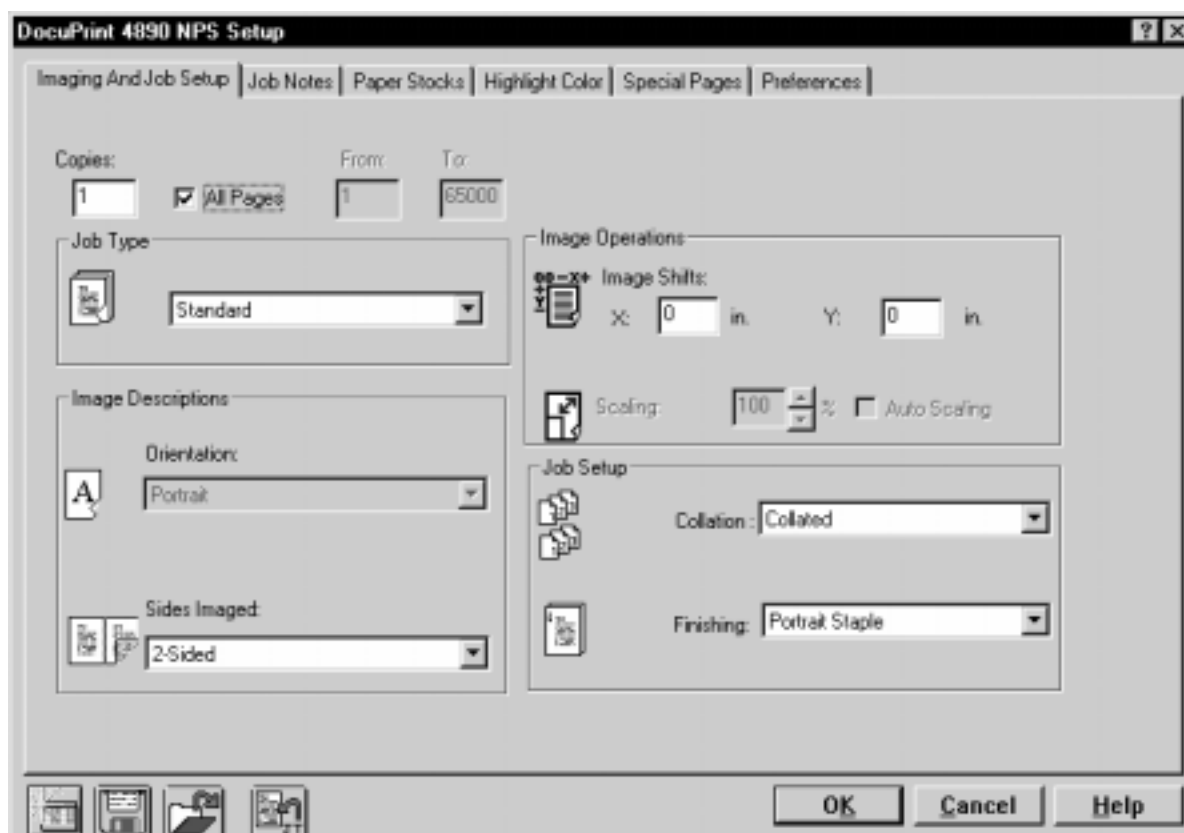 DocuPrint 4890 NPS Setup
Imaging And Job Setup Job Notes Paper Stocks Highlight Color Special Pages Preferences
Copies: From: To:
1 All Pages 1 65000
Job Type
Standard
Image Operations
Image Shifts:
X: 0 in. Y: 0 in.
Scaling: 100 % Auto Scaling
Image Descriptions
Orientation:
Portrait
Sides Imaged:
2-Sided
Job Setup
Collation : Collated
Finishing: Portrait Staple
OK Cancel Help